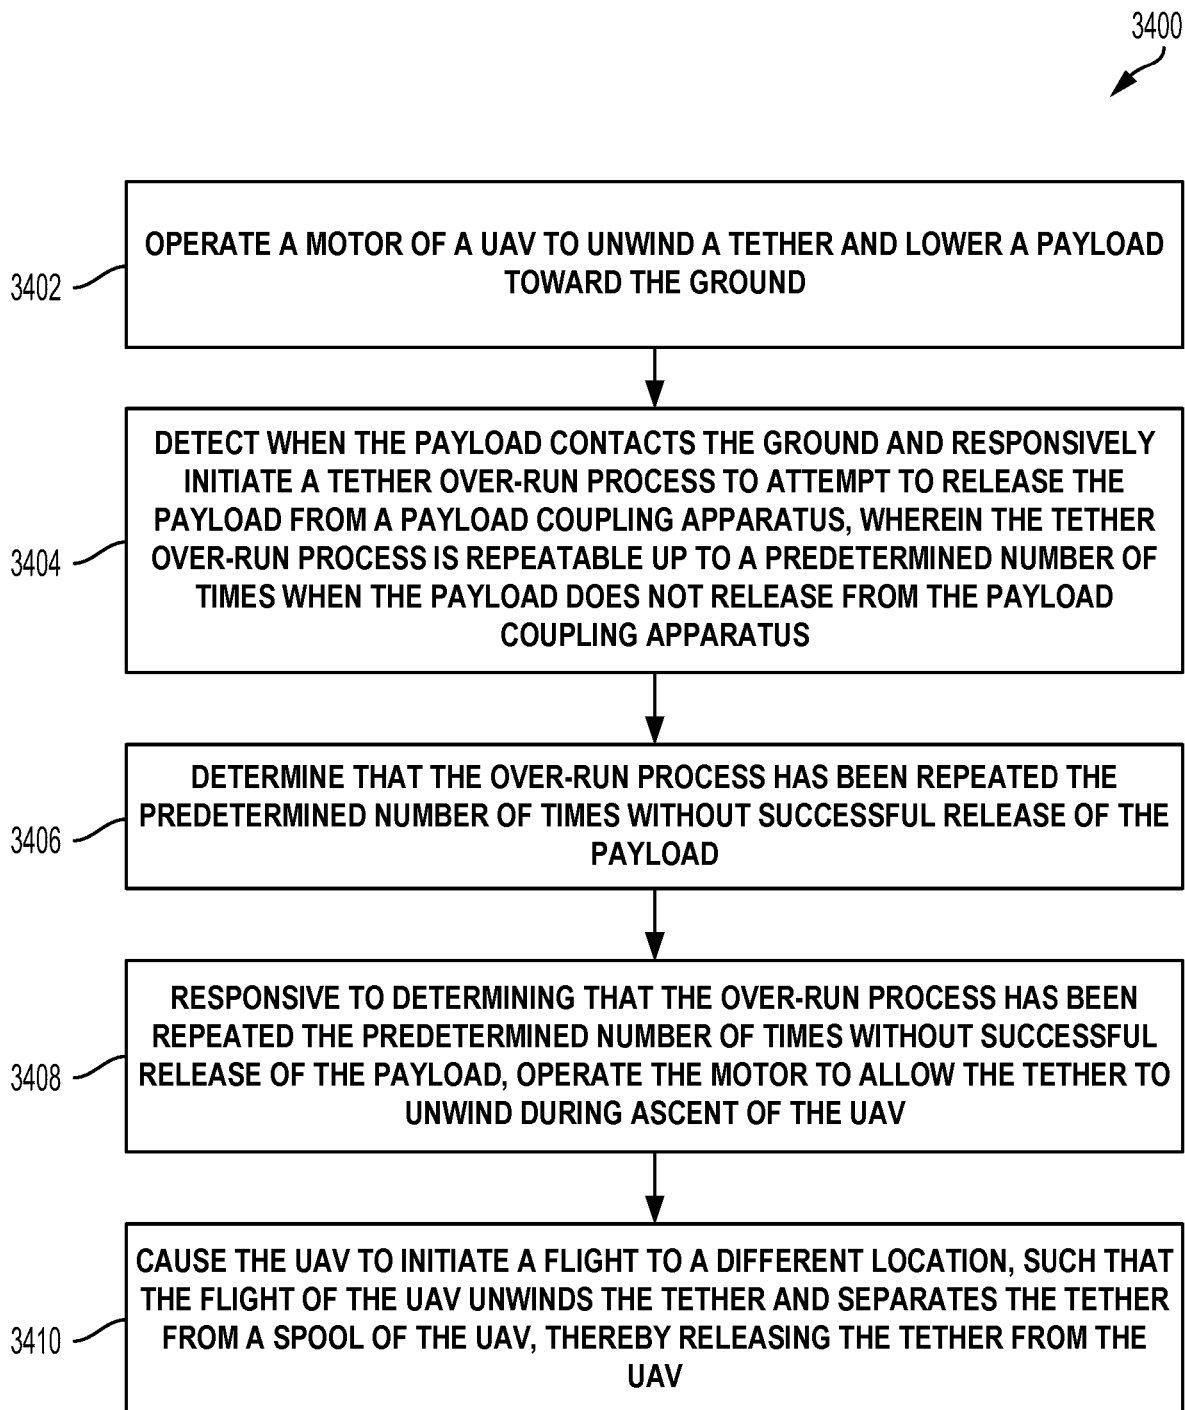 3400
OPERATE A MOTOR OF A UAV TO UNWIND A TETHER AND LOWER A PAYLOAD
TOWARD THE GROUND
3402
DETECT WHEN THE PAYLOAD CONTACTS THE GROUND AND RESPONSIVELY
INITIATE A TETHER OVER-RUN PROCESS TO ATTEMPT TO RELEASE THE
PAYLOAD FROM A PAYLOAD COUPLING APPARATUS, WHEREIN THE TETHER
OVER-RUN PROCESS IS REPEATABLE UP TO A PREDETERMINED NUMBER OF
TIMES WHEN THE PAYLOAD DOES NOT RELEASE FROM THE PAYLOAD
COUPLING APPARATUS
3404
DETERMINE THAT THE OVER-RUN PROCESS HAS BEEN REPEATED THE
PREDETERMINED NUMBER OF TIMES WITHOUT SUCCESSFUL RELEASE OF THE
PAYLOAD
3406
RESPONSIVE TO DETERMINING THAT THE OVER-RUN PROCESS HAS BEEN
REPEATED THE PREDETERMINED NUMBER OF TIMES WITHOUT SUCCESSFUL
RELEASE OF THE PAYLOAD, OPERATE THE MOTOR TO ALLOW THE TETHER TO
UNWIND DURING ASCENT OF THE UAV
3408
CAUSE THE UAV TO INITIATE A FLIGHT TO A DIFFERENT LOCATION, SUCH THAT
THE FLIGHT OF THE UAV UNWINDS THE TETHER AND SEPARATES THE TETHER
FROM A SPOOL OF THE UAV, THEREBY RELEASING THE TETHER FROM THE
UAV
3410